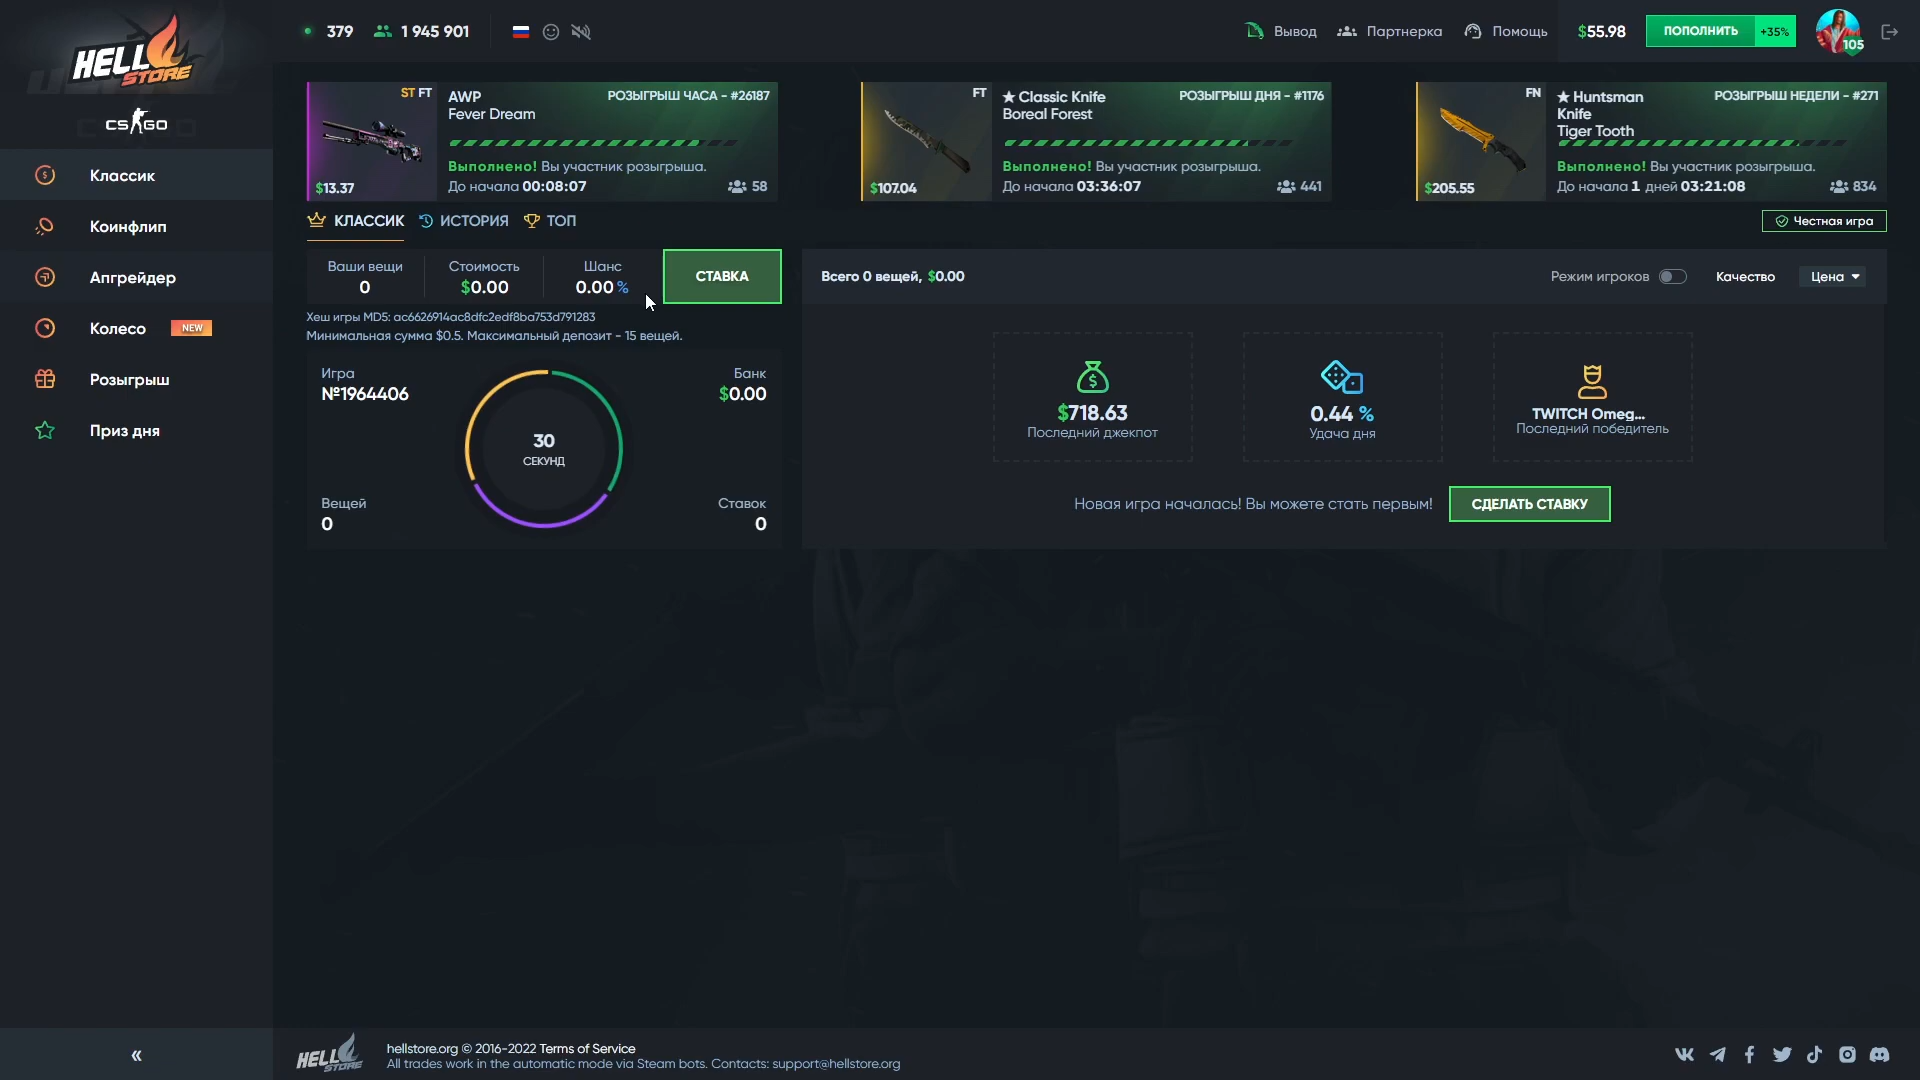 HELL
STORE
CS GO
Классик
Коинфлип
Апгрейдер
Колесо NEW
Розыгрыш
Приз дня
«
379 1 945 901
Вывод Партнерка Помощь $55.98 ПОПОЛНИТЬ +35% 105
ST FT
$13.37
AWP
Fever Dream
РОЗЫГРЫШ ЧАСА - #26187
Выполнено! Вы участник розыгрыша.
До начала 00:08:07 58
FT
$107.04
★ Classic Knife
Boreal Forest
РОЗЫГРЫШ ДНЯ - #1176
Выполнено! Вы участник розыгрыша.
До начала 03:36:07 441
FN
$205.55
★ Huntsman
Knife
Tiger Tooth
РОЗЫГРЫШ НЕДЕЛИ - #271
Выполнено! Вы участник розыгрыша.
До начала 1 дней 03:21:08 834
КЛАССИК ИСТОРИЯ ТОП
Честная игра
Ваши вещи
0
Стоимость
$0.00
Шанс
0.00 %
СТАВКА
Хеш игры MD5: ac6626914ac8dfc2edf8ba753d791283
Минимальная сумма $0.5. Максимальный депозит - 15 вещей.
Игра
№1964406
Банк
$0.00
30
СЕКУНД
Вещей
0
Ставок
0
Всего 0 вещей, $0.00
Режим игроков Качество Цена
$718.63
Последний джекпот
0.44 %
Удача дня
TWITCH Omeg...
Последний победитель
Новая игра началась! Вы можете стать первым! СДЕЛАТЬ СТАВКУ
HELL
STORE
hellstore.org © 2016-2022 Terms of Service
All trades work in the automatic mode via Steam bots. Contacts: support@hellstore.org